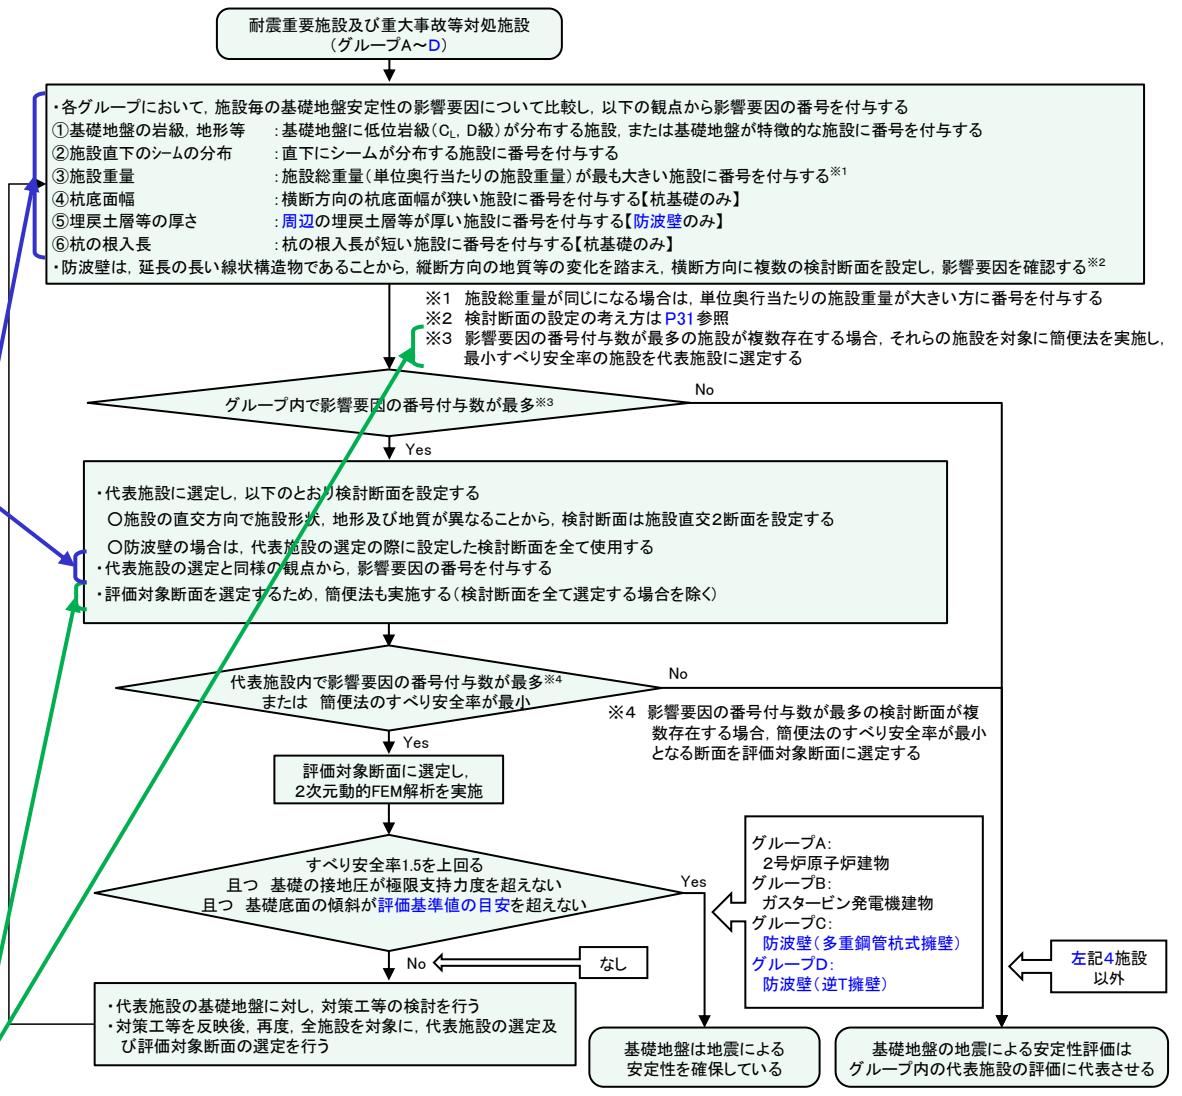 耐震重要施設及び重大事故等対処施設
（グループA～D）
・各グループにおいて，施設毎の基礎地盤安定性の影響要因について比較し，以下の観点から影響要因の番号を付与する
①基礎地盤の岩級，地形等　：基礎地盤に低位岩級（CL，D級）が分布する施設，または基礎地盤が特徴的な施設に番号を付与する
②施設直下のシームの分布　：直下にシームが分布する施設に番号を付与する
③施設重量　：施設総重量（単位奥行当たりの施設重量）が最も大きい施設に番号を付与する※1
④杭底面幅　：横断方向の杭底面幅が狭い施設に番号を付与する【杭基礎のみ】
⑤埋戻土層等の厚さ　：周辺の埋戻土層等が厚い施設に番号を付与する【防波壁のみ】
⑥杭の根入長　：杭の根入長が短い施設に番号を付与する【杭基礎のみ】
・防波壁は，延長の長い線状構造物であることから，縦断方向の地質等の変化を踏まえ，横断方向に複数の検討断面を設定し，影響要因を確認する※2
※1　施設総重量が同じになる場合は，単位奥行当たりの施設重量が大きい方に番号を付与する
※2　検討断面の設定の考え方はP31参照
※3　影響要因の番号付与数が最多の施設が複数存在する場合，それらの施設を対象に簡便法を実施し，
最小すべり安全率の施設を代表施設に選定する
グループ内で影響要因の番号付与数が最多※3
No
Yes
・代表施設に選定し，以下のとおり検討断面を設定する
〇施設の直交方向で施設形状，地形及び地質が異なることから，検討断面は施設直交２断面を設定する
〇防波壁の場合は，代表施設の選定の際に設定した検討断面を全て使用する
・代表施設の選定と同様の観点から，影響要因の番号を付与する
・評価対象断面を選定するため，簡便法も実施する（検討断面を全て選定する場合を除く）
代表施設内で影響要因の番号付与数が最多※4
または　簡便法のすべり安全率が最小
No
※4　影響要因の番号付与数が最多の検討断面が複
数存在する場合，簡便法のすべり安全率が最小
となる断面を評価対象断面に選定する
Yes
評価対象断面に選定し，
2次元動的FEM解析を実施
すべり安全率1.5を上回る
且つ　基礎の接地圧が極限支持力度を超えない
且つ　基礎底面の傾斜が評価基準値の目安を超えない
Yes
グループA：
2号炉原子炉建物
グループB：
ガスタービン発電機建物
グループC：
防波壁（多重鋼管杭式擁壁）
グループD：
防波壁（逆T擁壁）
左記4施設
以外
No
なし
・代表施設の基礎地盤に対し，対策工等の検討を行う
・対策工等を反映後，再度，全施設を対象に，代表施設の選定及
び評価対象断面の選定を行う
基礎地盤は地震による
安定性を確保している
基礎地盤の地震による安定性評価は
グループ内の代表施設の評価に代表させる